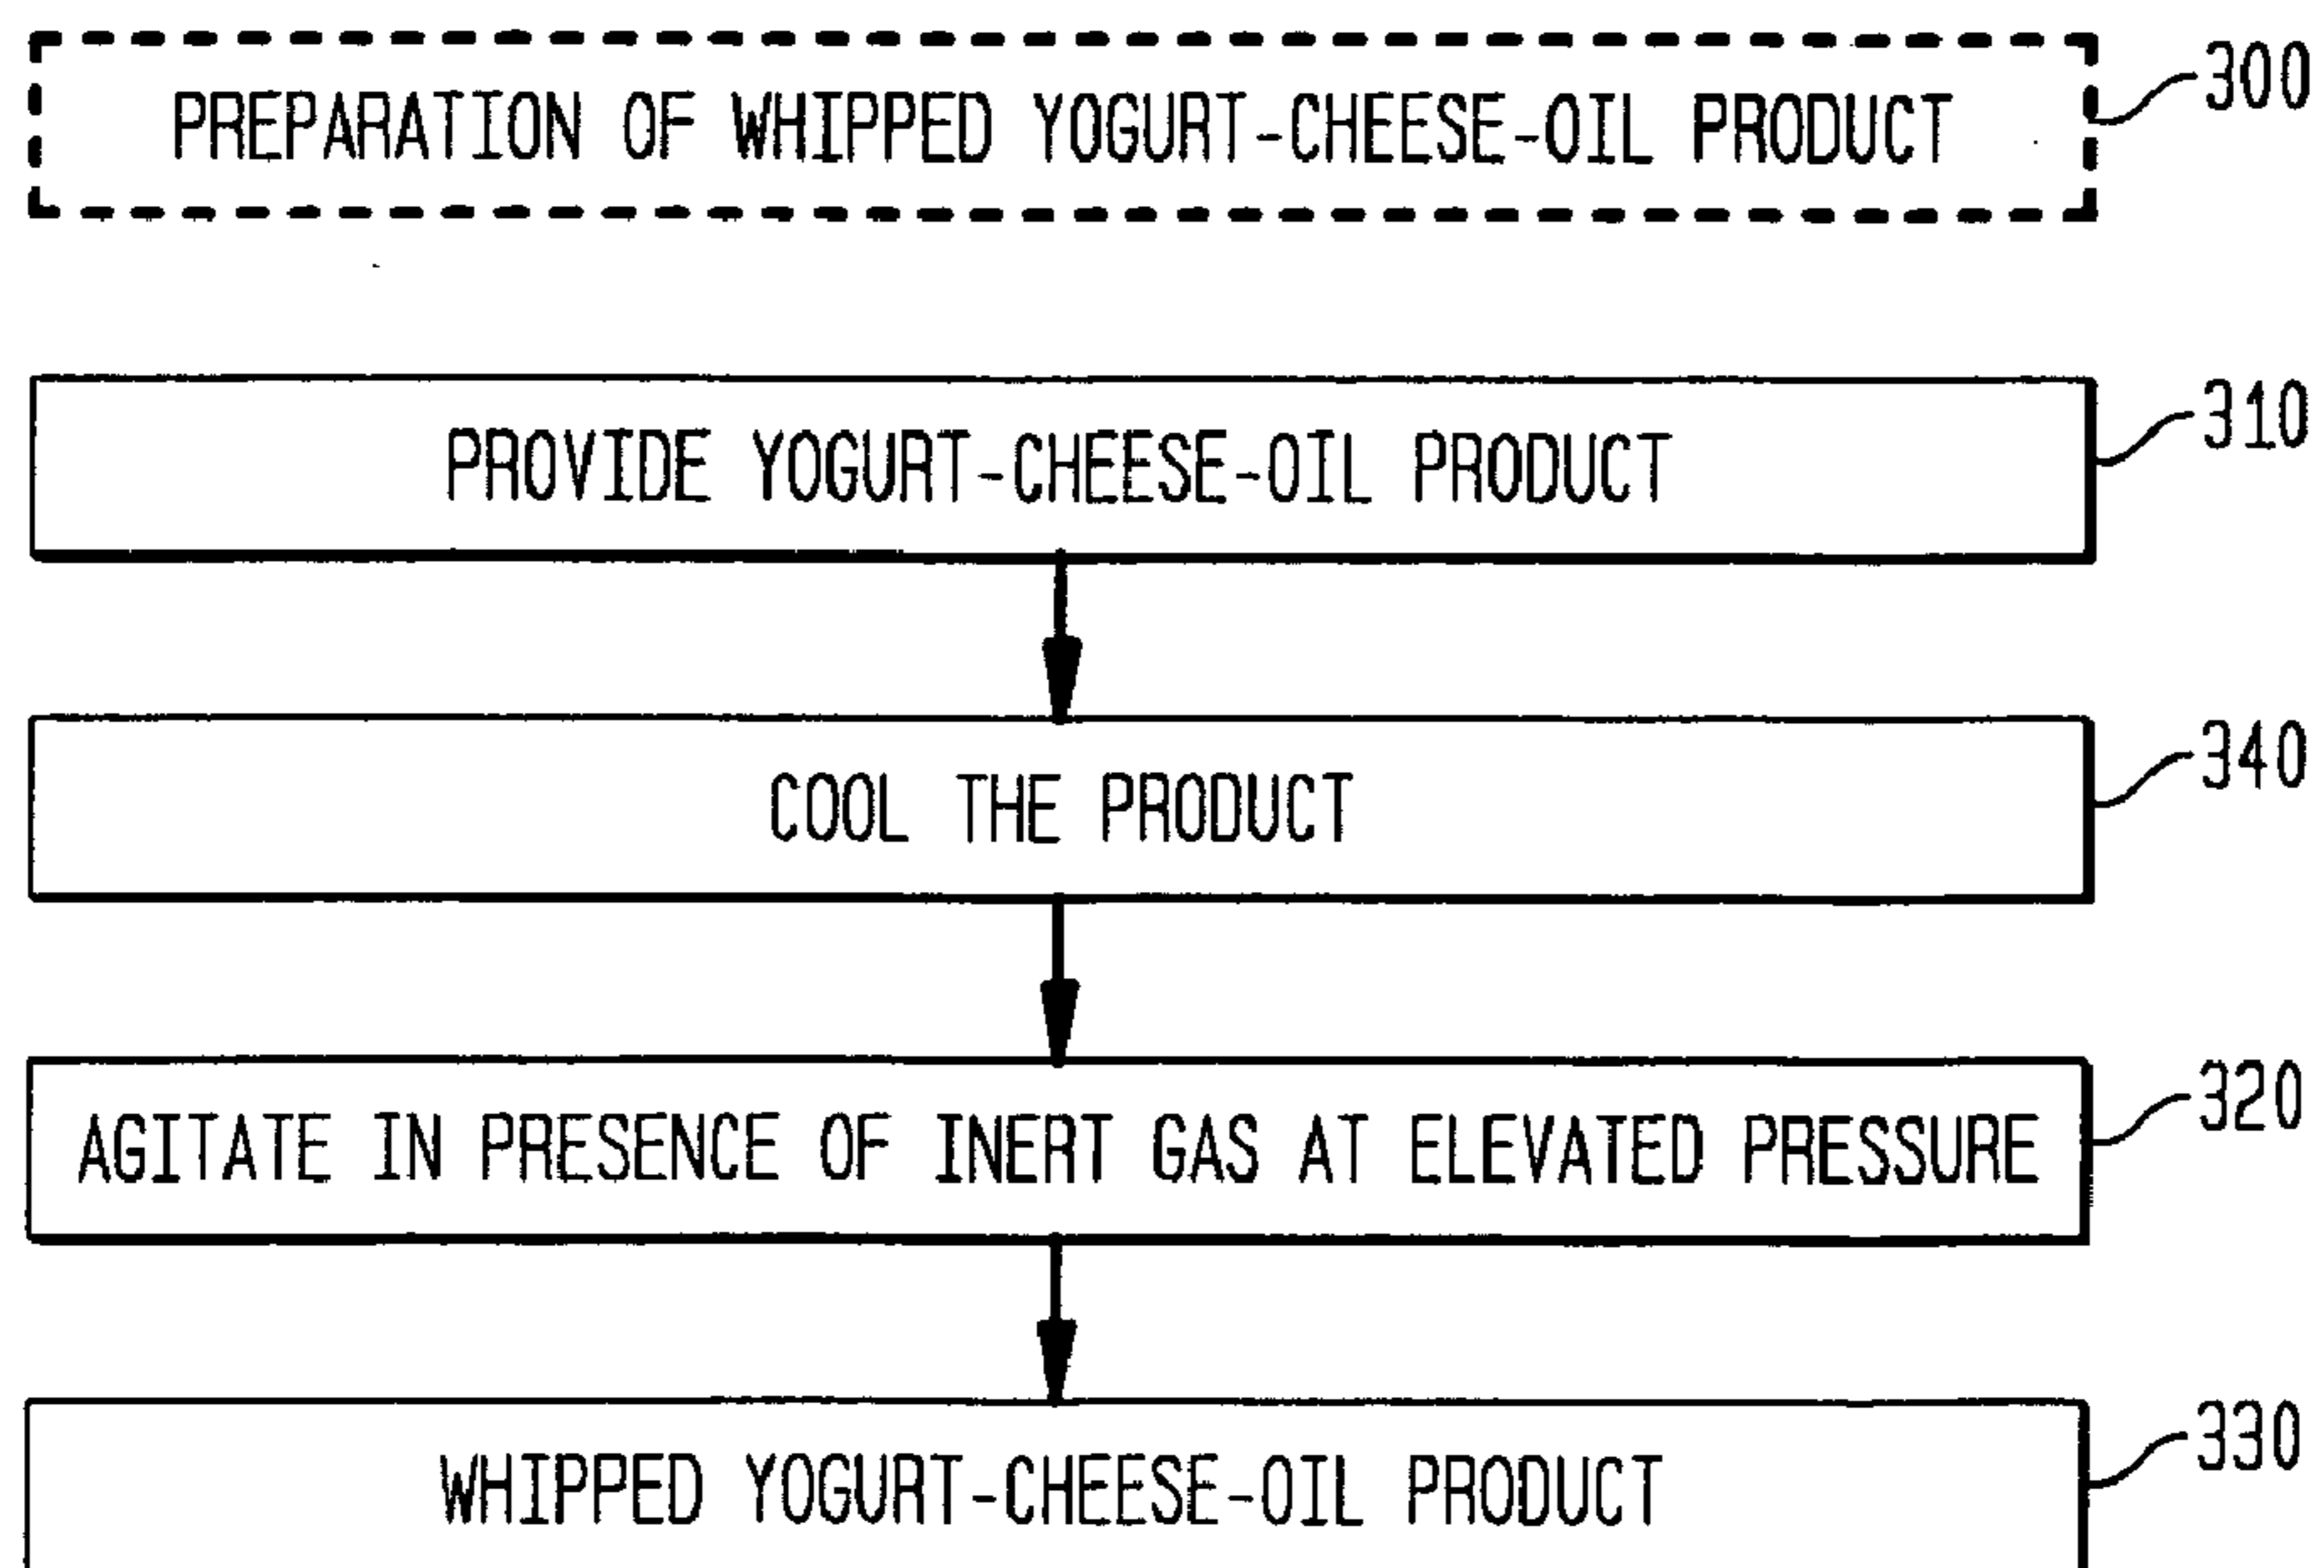 PREPARATION OF WHIPPED YOGURT-CHEESE-OIL PRODUCT 300
PROVIDE YOGURT-CHEESE-OIL PRODUCT 310
COOL THE PRODUCT 340
AGITATE IN PRESENCE OF INERT GAS AT ELEVATED PRESSURE 320
WHIPPED YOGURT-CHEESE-OIL PRODUCT 330